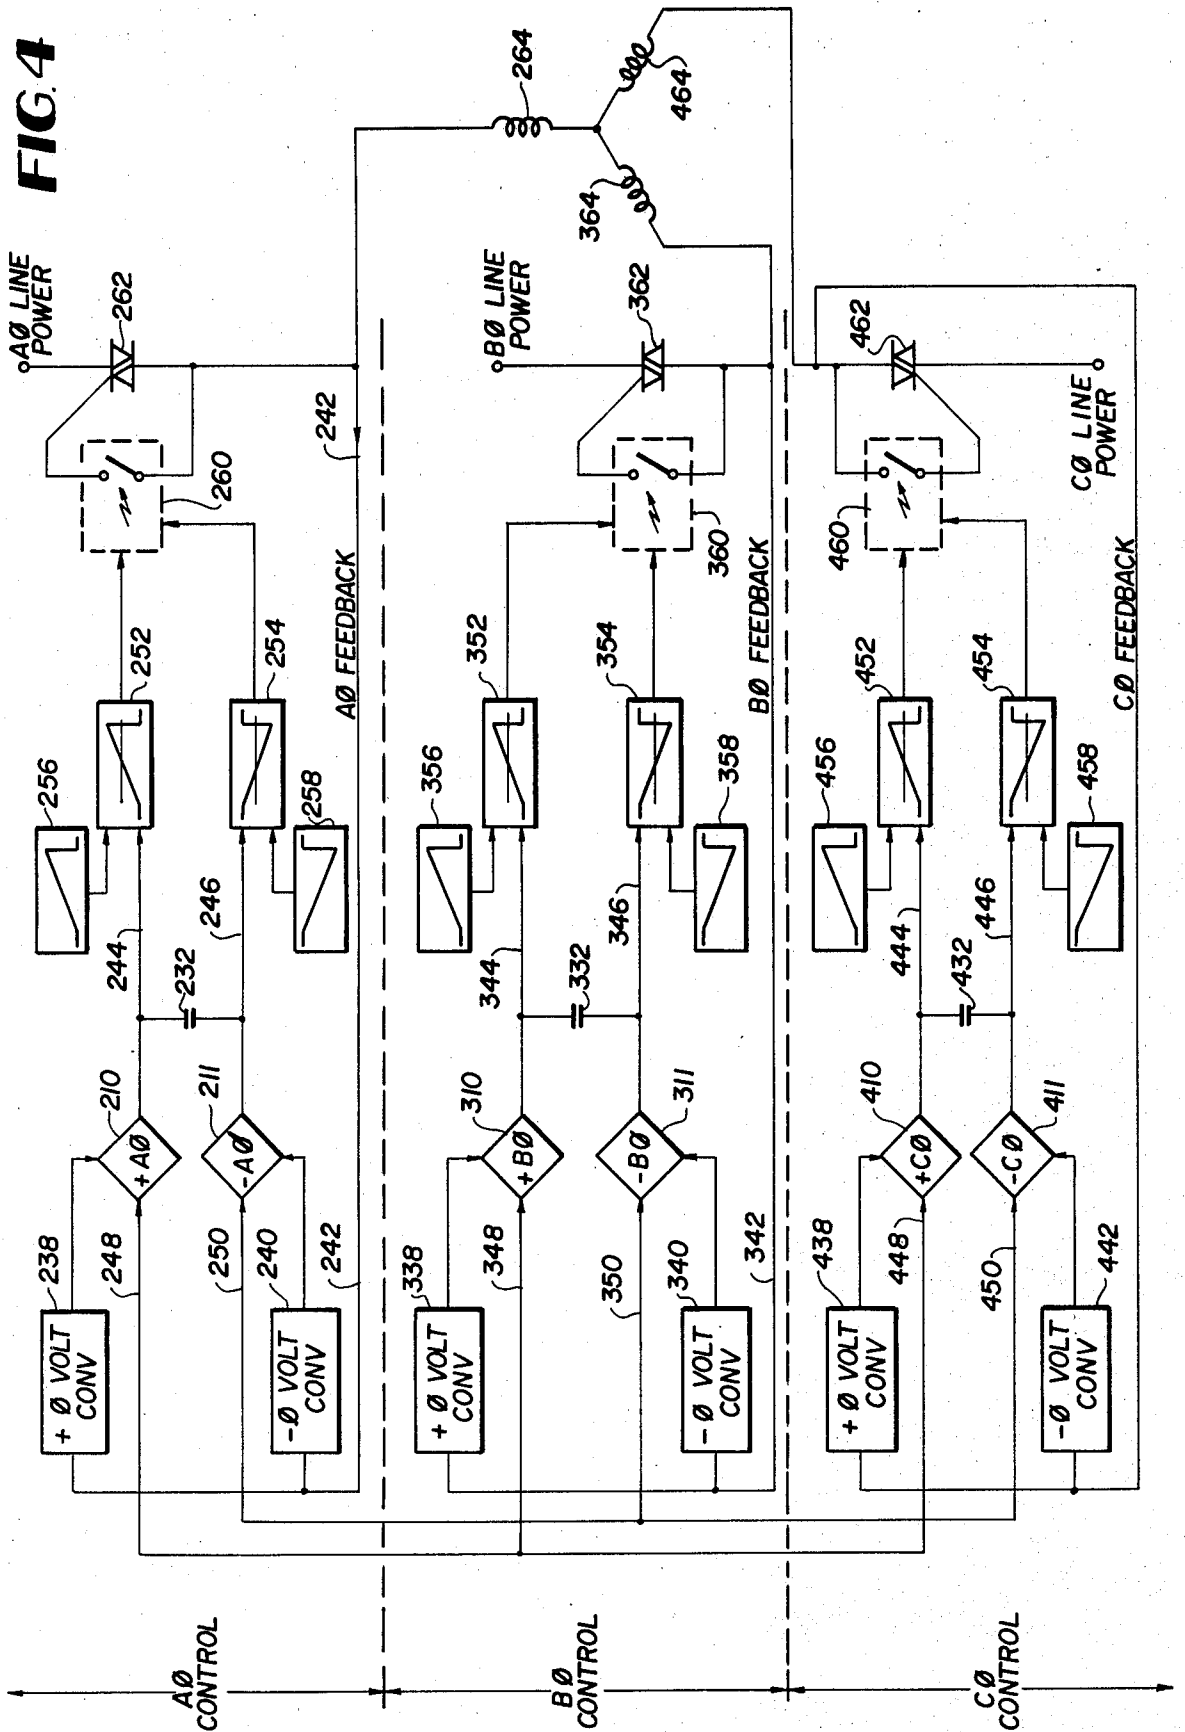 FIG. 4
AØ LINE
POWER
262
260
242
264
464
364
256
252
254
258
AØ FEEDBACK
244
246
232
210
211
+AØ
-AØ
238
248
250
240
242
+ Ø VOLT
CONV
-Ø VOLT
CONV
AØ
CONTROL
BØ LINE
POWER
362
360
356
352
354
358
BØ FEEDBACK
344
346
332
310
311
+BØ
-BØ
338
348
350
340
342
+ Ø VOLT
CONV
-Ø VOLT
CONV
BØ
CONTROL
CØ LINE
POWER
462
460
456
452
454
458
CØ FEEDBACK
444
446
432
410
411
+CØ
-CØ
438
448
450
442
+ Ø VOLT
CONV
-Ø VOLT
CONV
CØ
CONTROL